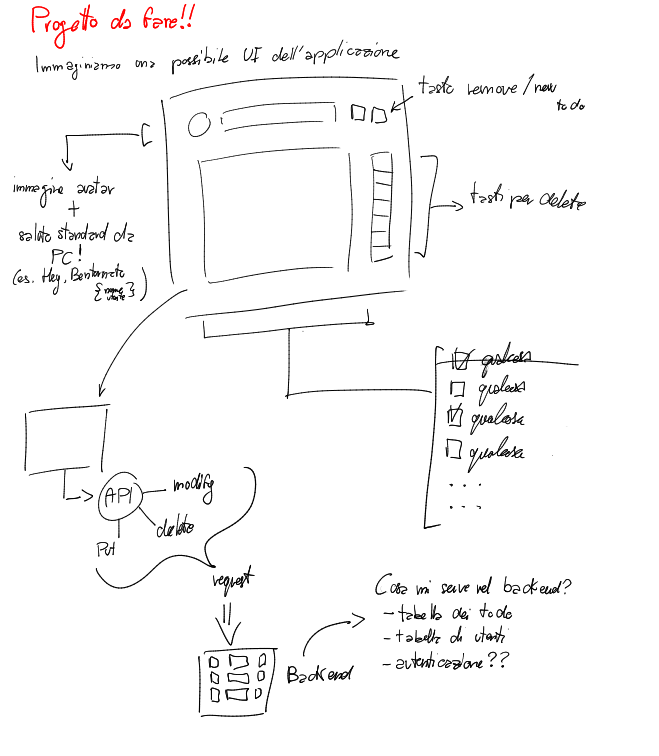 Progetto da fare!!
Immaginiamo una possibile UI dell'applicazione
tasto remove/new
to do
immagine avatar
+
saluto standard da
PC!
(es. Hey, Bentornato
{nome
utente})
tasti per delete
qualcosa
qualcosa
qualcosa
qualcosa
...
...
API
modify
delete
Put
request
Backend
Cosa mi serve nel backend?
- tabella dei todo
- tabella di utenti
- autenticazione??